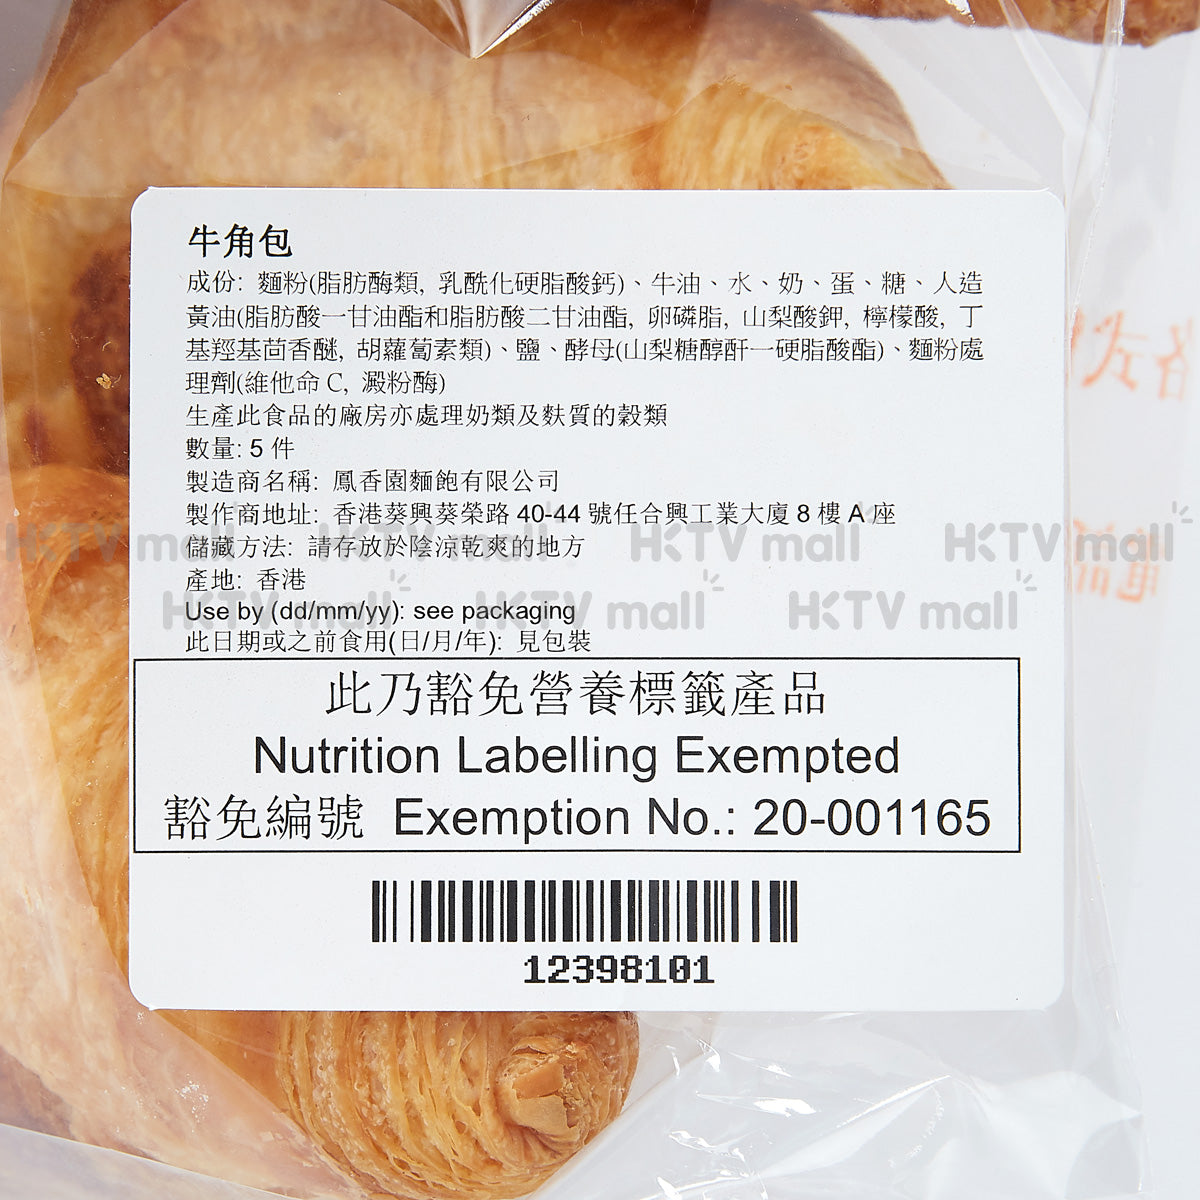 牛角包
成份: 麵粉(脂肪酶類, 乳酰化硬脂酸鈣)、牛油、水、奶、蛋、糖、人造
黃油(脂肪酸一甘油酯和脂肪酸二甘油酯, 卵磷脂, 山梨酸鉀, 檸檬酸, 丁
基羥基茴香醚, 胡蘿蔔素類)、鹽、酵母(山梨糖醇酐一硬脂酸酯)、麵粉處
理劑(維他命 C, 澱粉酶)
生產此食品的廠房亦處理奶類及麩質的穀類
數量: 5 件
製造商名稱: 鳳香園麵飽有限公司
製作商地址: 香港葵興葵榮路 40-44 號任合興工業大廈 8 樓 A 座
HKTVmall HKTVmall HKTVmall HKTVmall
儲藏方法: 請存放於陰涼乾爽的地方
產地: 香港
Use by (dd/mm/yy): see packaging
HKTVmall HKTVmall HKTVmall
此日期或之前食用(日/月/年): 見包裝
此乃豁免營養標籤產品
Nutrition Labelling Exempted
豁免編號 Exemption No.: 20-001165
12398101